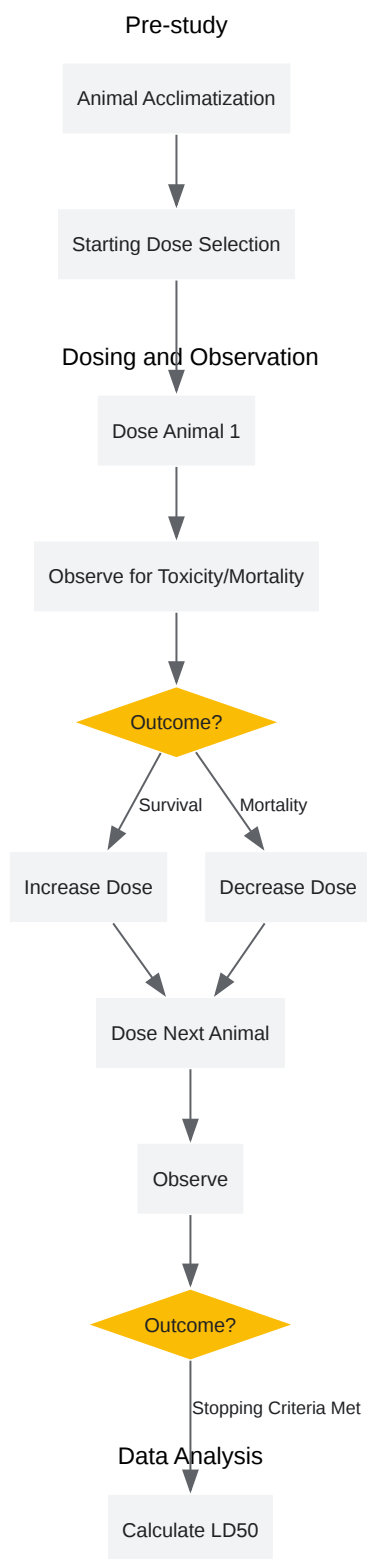 Pre-study
Animal Acclimatization
Starting Dose Selection
Dosing and Observation
Dose Animal 1
Observe for Toxicity/Mortality
Outcome?
Survival
Mortality
Increase Dose
Decrease Dose
Dose Next Animal
Observe
Outcome?
Stopping Criteria Met
Data Analysis
Calculate LD50